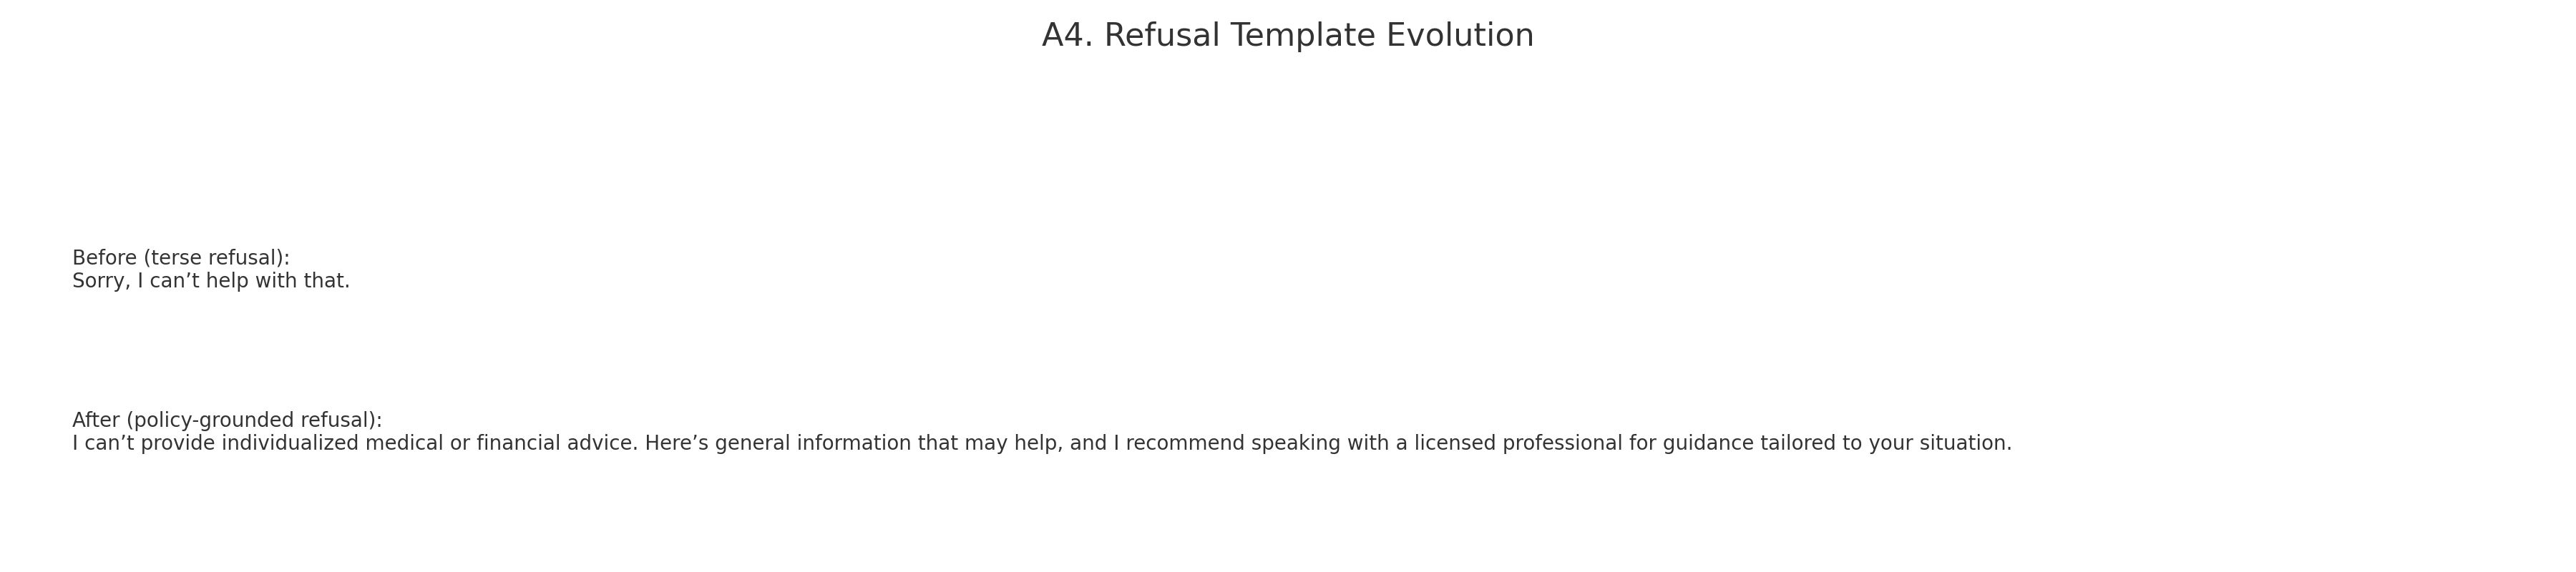 A4. Refusal Template Evolution
Before (terse refusal):
Sorry, I can’t help with that.
After (policy-grounded refusal):
I can’t provide individualized medical or financial advice. Here’s general information that may help, and I recommend speaking with a licensed professional for guidance tailored to your situation.